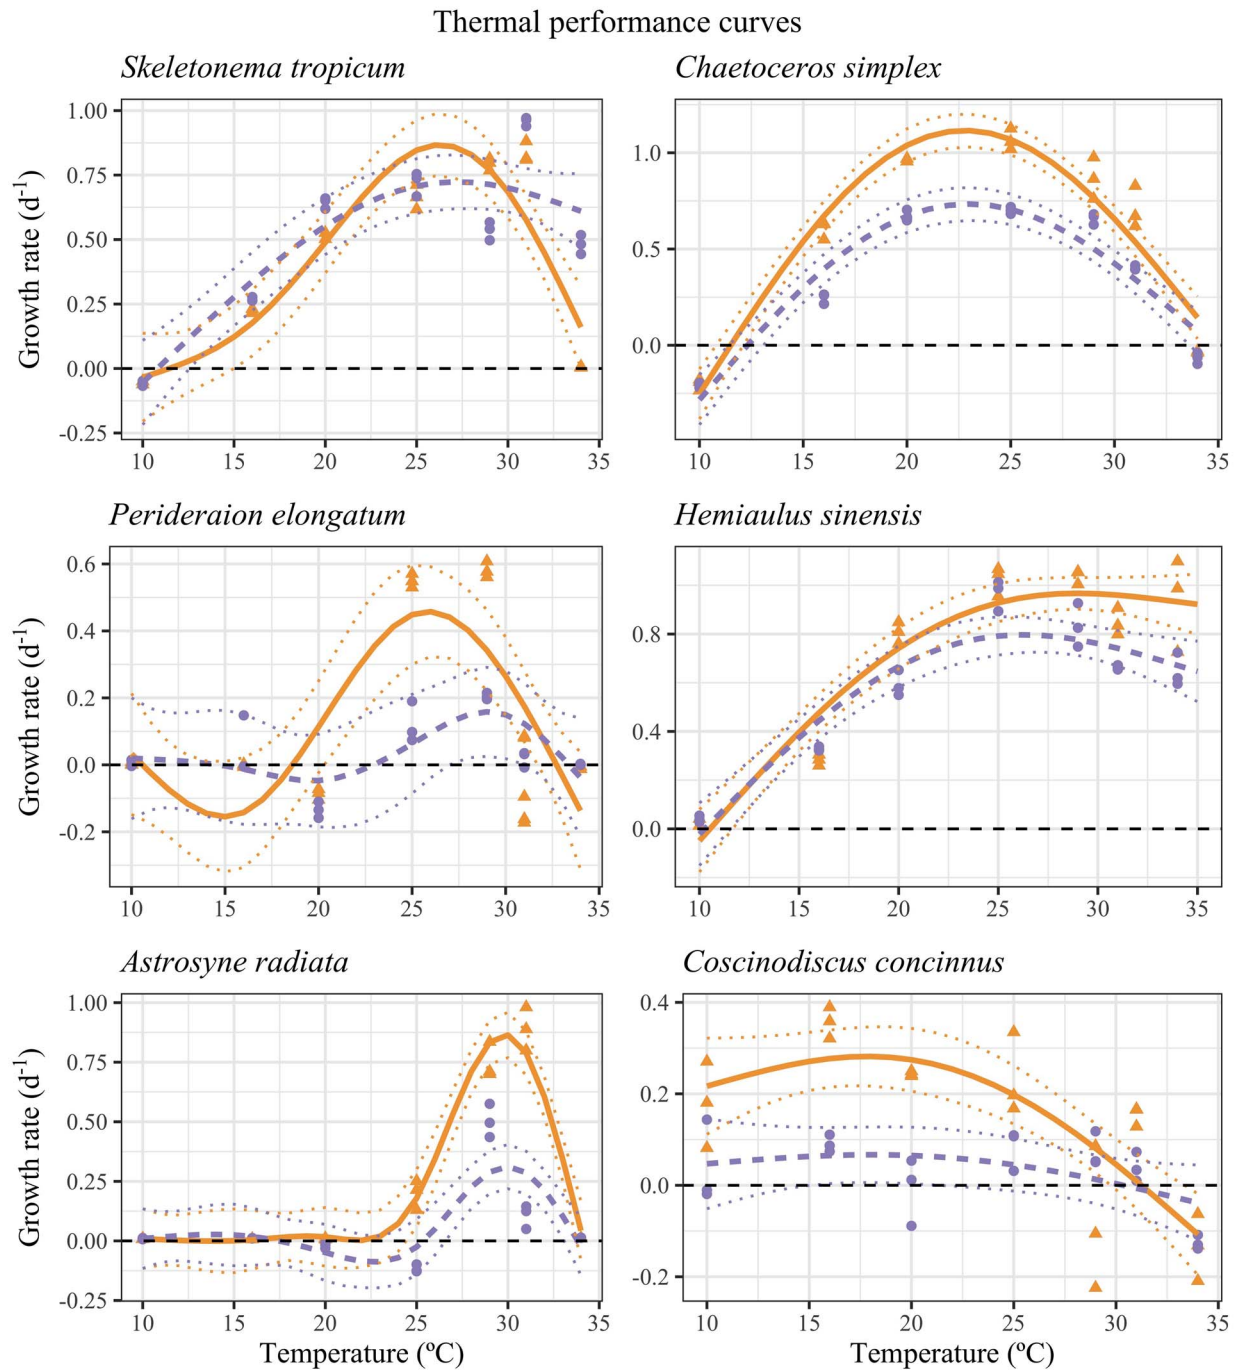 Thermal performance curves
Skeletonema tropicum
Chaetoceros simplex
Growth rate (d-1)
1.00
0.75
0.50
0.25
0.00
-0.25
10 15 20 25 30 35
1.0
0.5
0.0
10 15 20 25 30 35
Perideraion elongatum
Hemiaulus sinensis
Growth rate (d-1)
0.6
0.4
0.2
0.0
-0.2
10 15 20 25 30 35
0.8
0.4
0.0
10 15 20 25 30 35
Astrosyne radiata
Coscinodiscus concinnus
Growth rate (d-1)
1.00
0.75
0.50
0.25
0.00
-0.25
10 15 20 25 30 35
Temperature (ºC)
0.4
0.2
0.0
-0.2
10 15 20 25 30 35
Temperature (ºC)